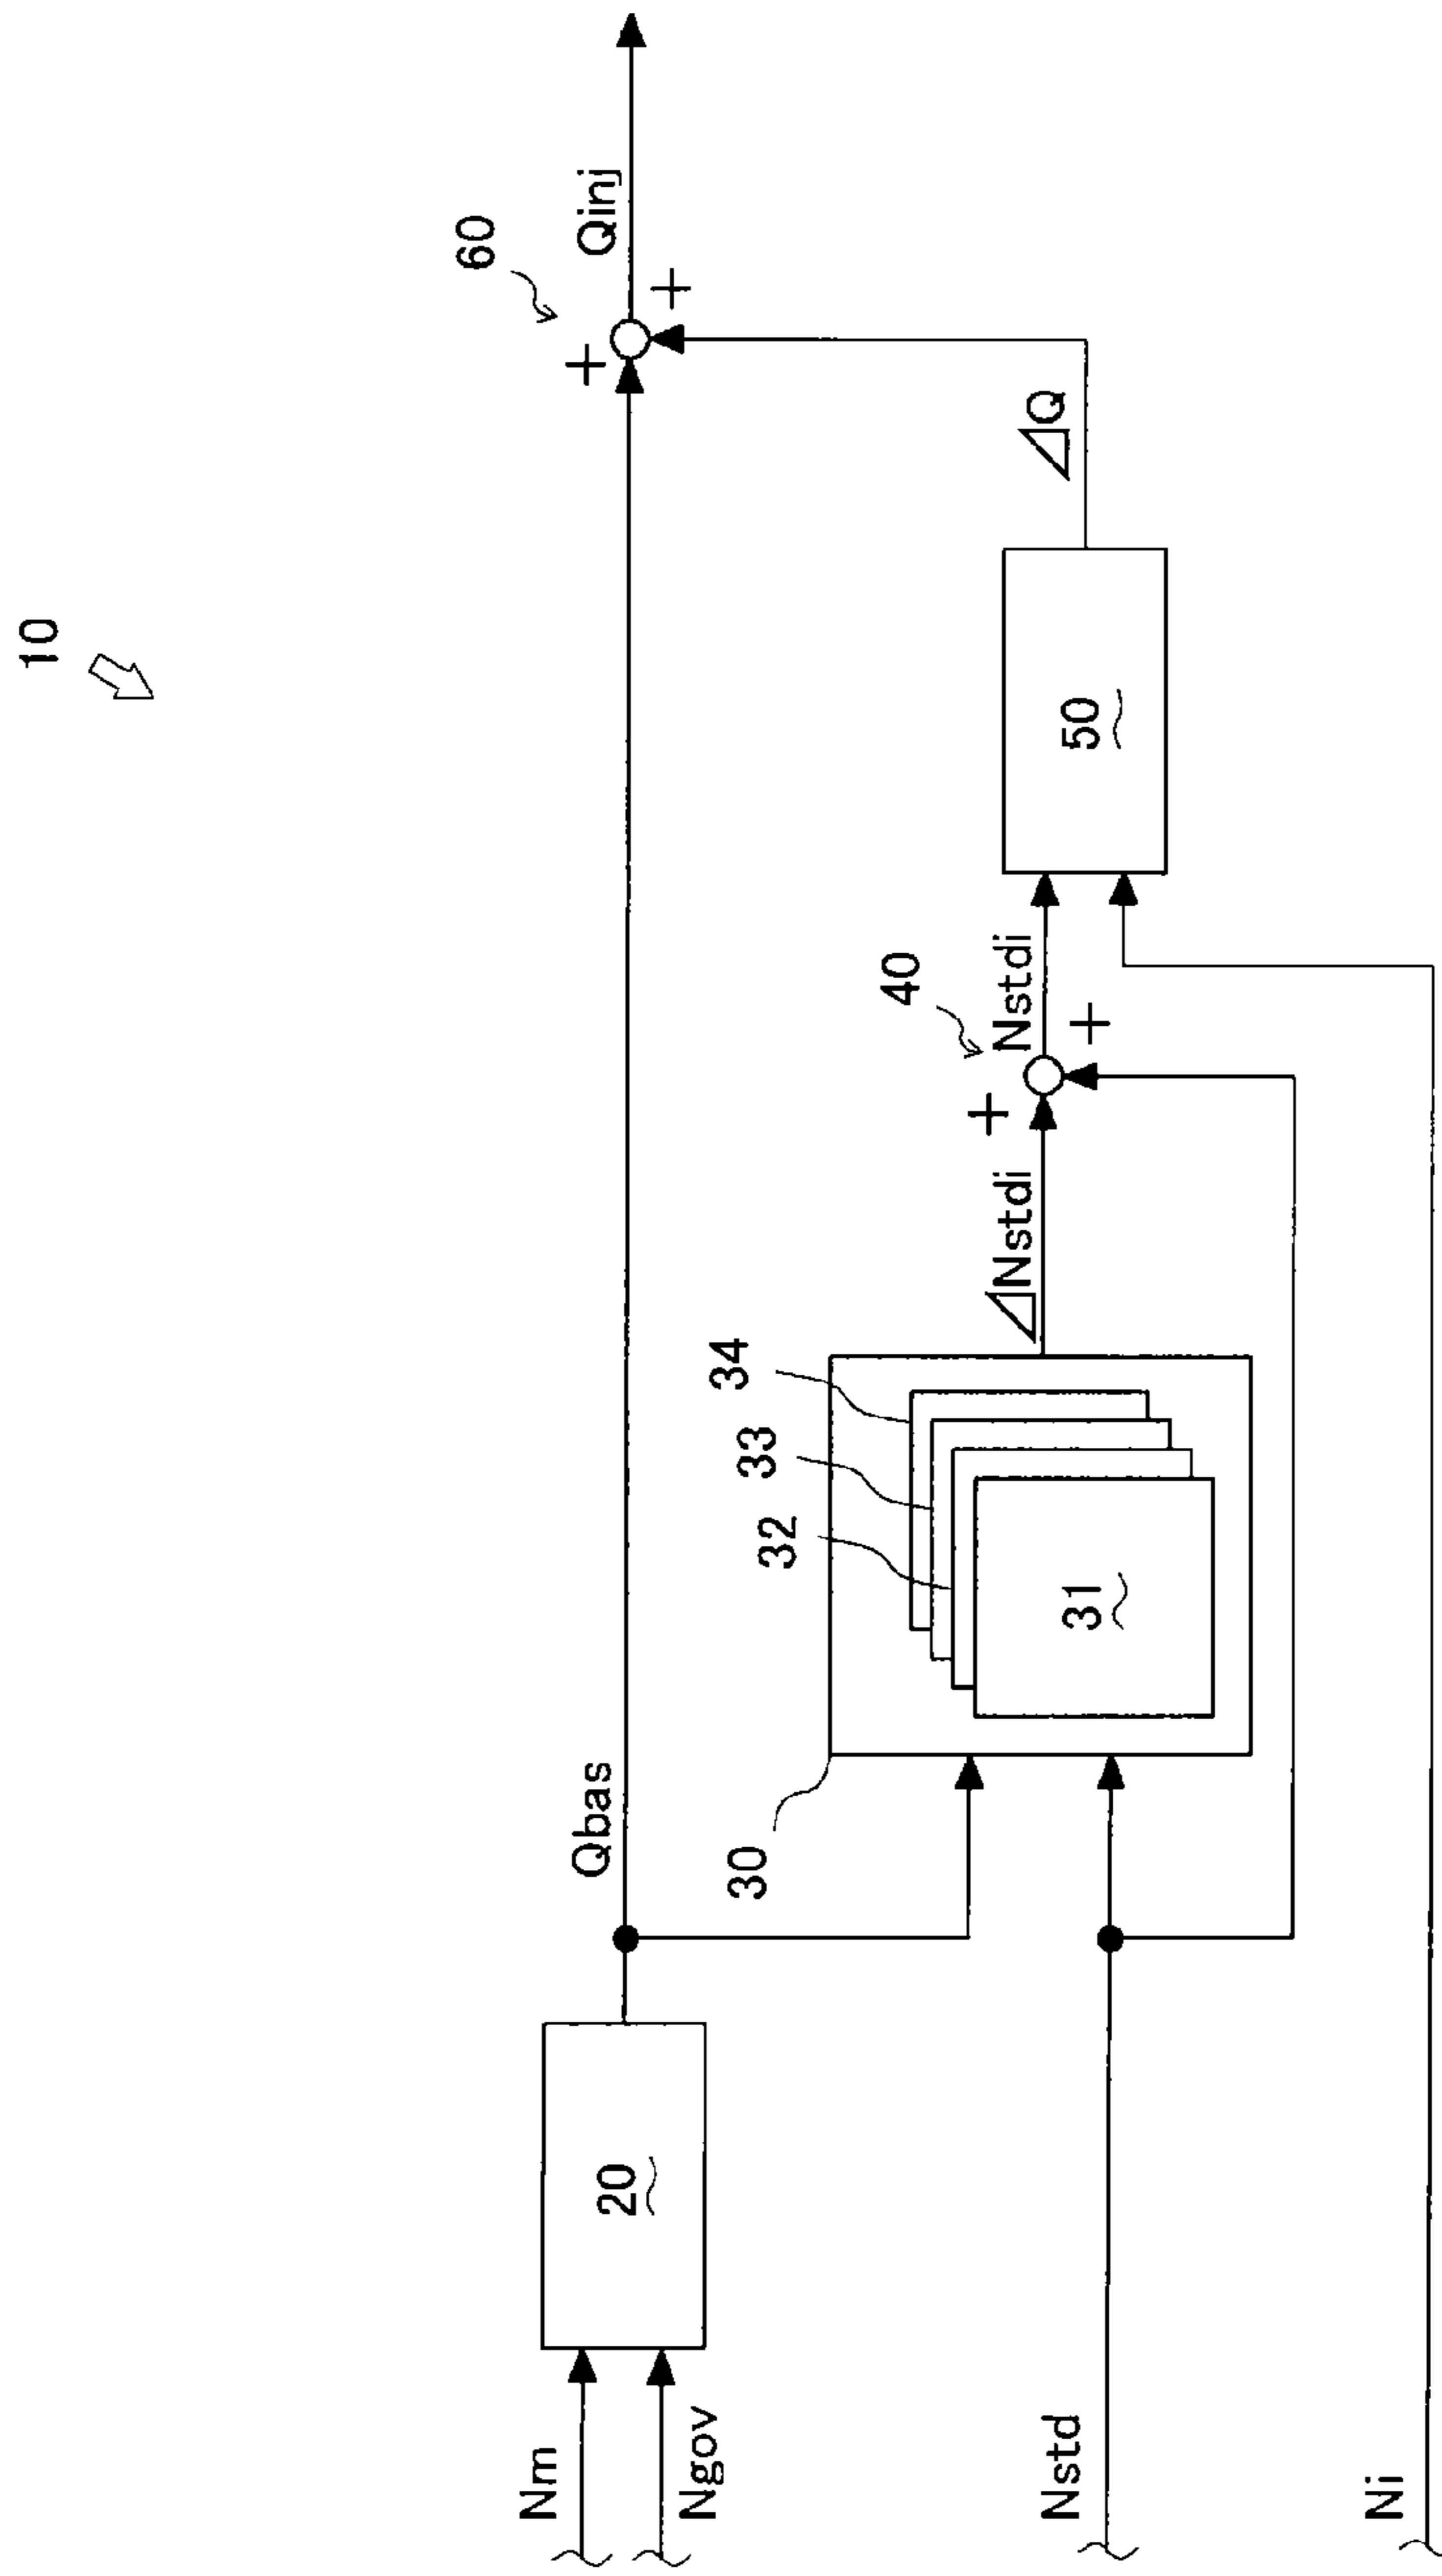 10
60
Qinj
+
+
Nm
Ngov
20
Qbas
ΔQ
50
40
Nstdi
+
+
ΔNstdi
34
33
32
31
30
Nstd
Ni